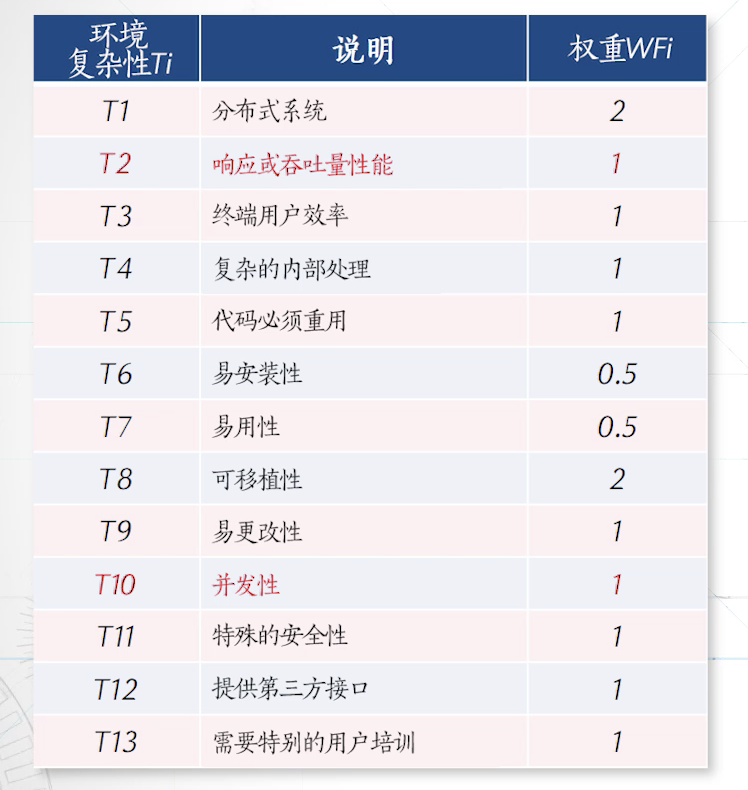 环境
复杂性Ti
说明
权重WFi
T1 分布式系统 2
T2 响应或吞吐量性能 1
T3 终端用户效率 1
T4 复杂的内部处理 1
T5 代码必须重用 1
T6 易安装性 0.5
T7 易用性 0.5
T8 可移植性 2
T9 易更改性 1
T10 并发性 1
T11 特殊的安全性 1
T12 提供第三方接口 1
T13 需要特别的用户培训 1